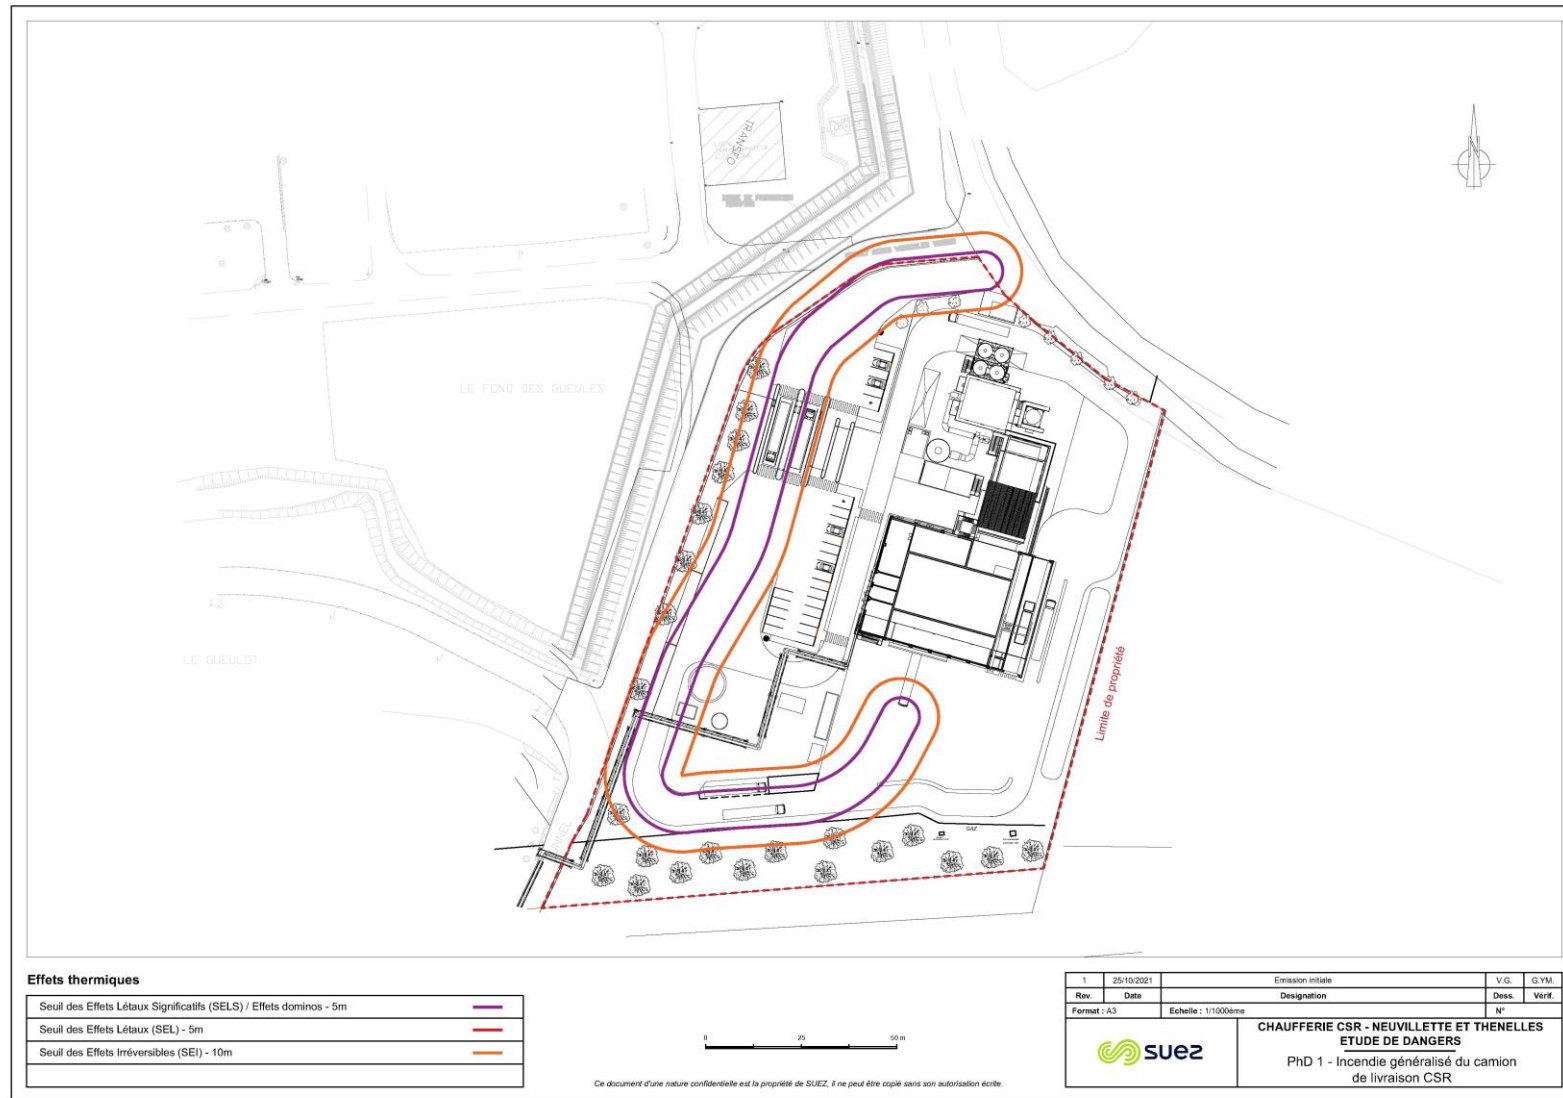 TRANSFO
LE FOND DES GUEULES
LE GUEULOT
Limite de propriété
GAZ
Effets thermiques
Seuil des Effets Létaux Significatifs (SELS) / Effets dominos - 5m
Seuil des Effets Létaux (SEL) - 5m
Seuil des Effets Irréversibles (SEI) - 10m
0 25 50 m
Ce document d'une nature confidentielle est la propriété de SUEZ, il ne peut être copié sans son autorisation écrite.
1 25/10/2021 Emission initiale V.G. G.YM.
Rev. Date Designation Dess. Vérif.
Format : A3 Echelle : 1/1000ème N°
suez
CHAUFFERIE CSR - NEUVILLETTE ET THENELLES
ETUDE DE DANGERS
PhD 1 - Incendie généralisé du camion
de livraison CSR